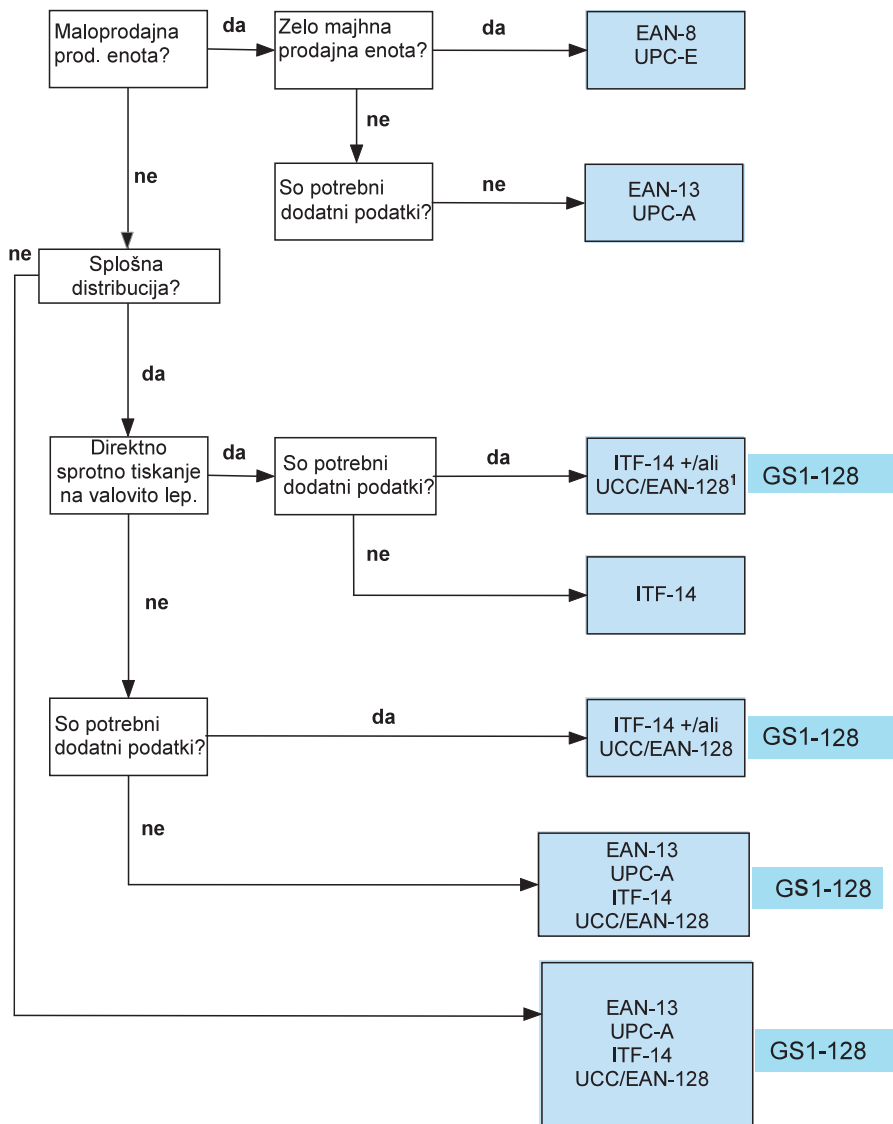 Maloprodajna
prod. enota?
da
Zelo majhna
prodajna enota?
da
EAN-8
UPC-E
ne
ne
So potrebni
dodatni podatki?
ne
EAN-13
UPC-A
ne
Splošna
distribucija?
da
Direktno
sprotno tiskanje
na valovito lep.
da
So potrebni
dodatni podatki?
da
ITF-14 +/ali
UCC/EAN-128¹
GS1-128
ne
ITF-14
ne
So potrebni
dodatni podatki?
da
ITF-14 +/ali
UCC/EAN-128
GS1-128
ne
EAN-13
UPC-A
ITF-14
UCC/EAN-128
GS1-128
EAN-13
UPC-A
ITF-14
UCC/EAN-128
GS1-128